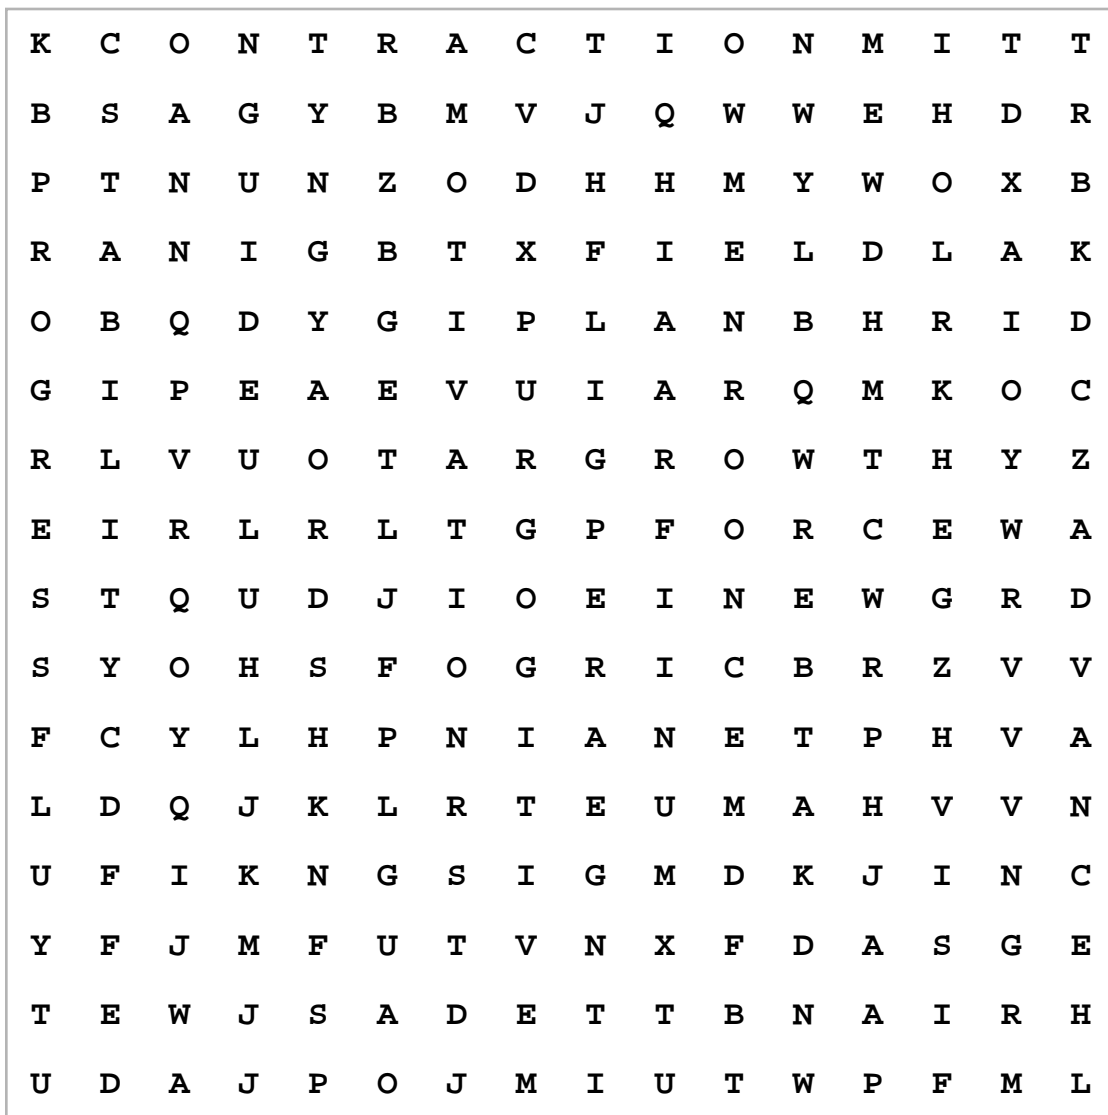 K C O N T R A C T I O N M I T T
B S A G Y B M V J Q W W E H D R
P T N U N Z O D H H M Y W O X B
R A N I G B T X F I E L D L A K
O B Q D Y G I P L A N B H R I D
G I P E A E V U I A R Q M K O C
R L V U O T A R G R O W T H Y Z
E I R L R L T G P F O R C E W A
S T Q U D J I O E I N E W G R D
S Y O H S F O G R I C B R Z V V
F C Y L H P N I A N E T P H V A
L D Q J K L R T E U M A H V V N
U F I K N G S I G M D K J I N C
Y F J M F U T V N X F D A S G E
T E W J S A D E T T B N A I R H
U D A J P O J M I U T W P F M L